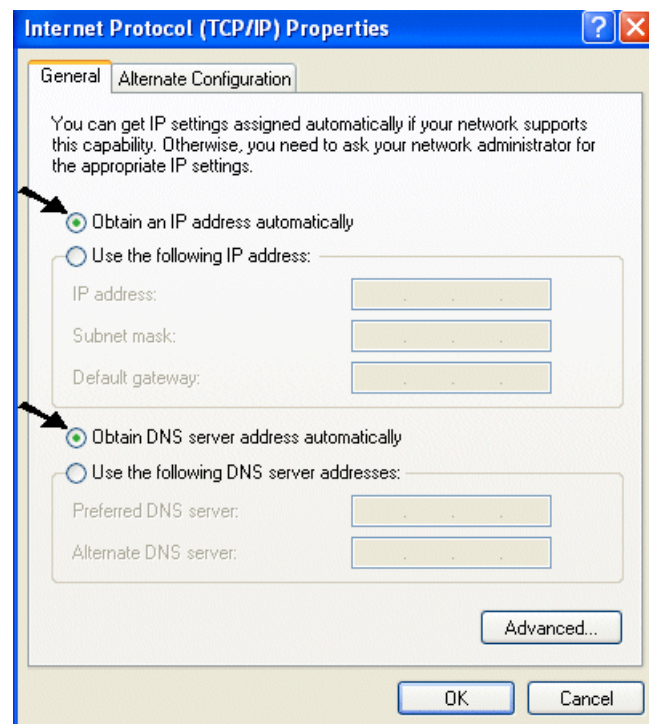 Internet Protocol (TCP/IP) Properties
General
Alternate Configuration
You can get IP settings assigned automatically if your network supports
this capability. Otherwise, you need to ask your network administrator for
the appropriate IP settings.
Obtain an IP address automatically
Use the following IP address:
IP address:
Subnet mask:
Default gateway:
Obtain DNS server address automatically
Use the following DNS server addresses:
Preferred DNS server:
Alternate DNS server:
Advanced...
OK
Cancel